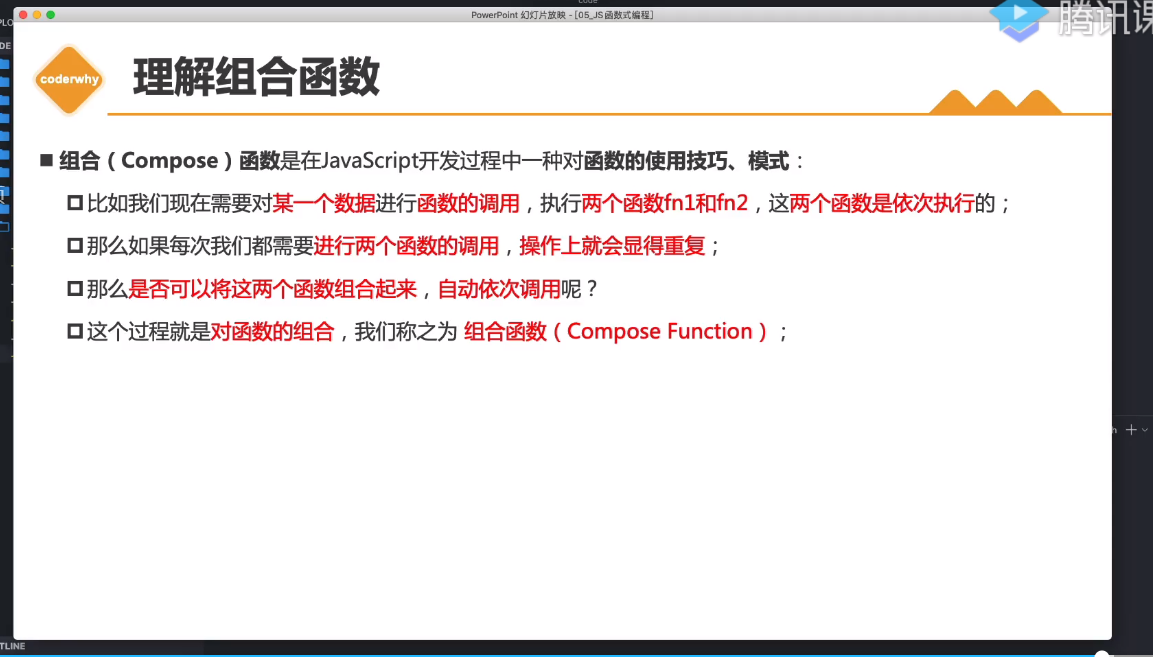 code
PowerPoint 幻灯片放映 - [05_JS函数式编程]
腾讯课
coderwhy
理解组合函数
组合（Compose）函数是在JavaScript开发过程中一种对函数的使用技巧、模式：
比如我们现在需要对某一个数据进行函数的调用，执行两个函数fn1和fn2，这两个函数是依次执行的；
那么如果每次我们都需要进行两个函数的调用，操作上就会显得重复；
那么是否可以将这两个函数组合起来，自动依次调用呢？
这个过程就是对函数的组合，我们称之为 组合函数（Compose Function）；
TLINE